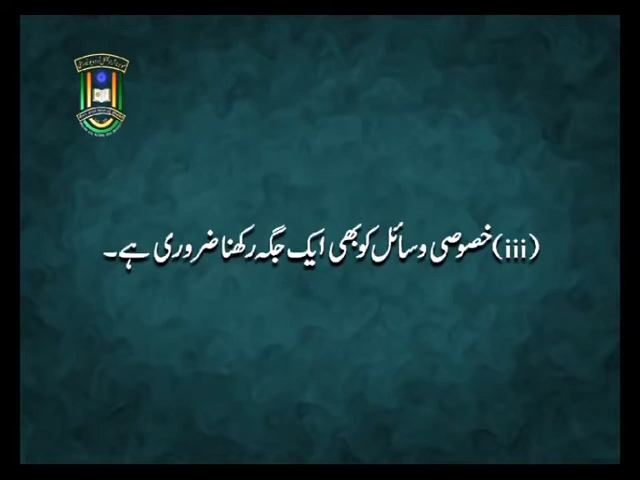 (iii) خصوصی وسائل کو بھی ایک جگہ رکھنا ضروری ہے۔